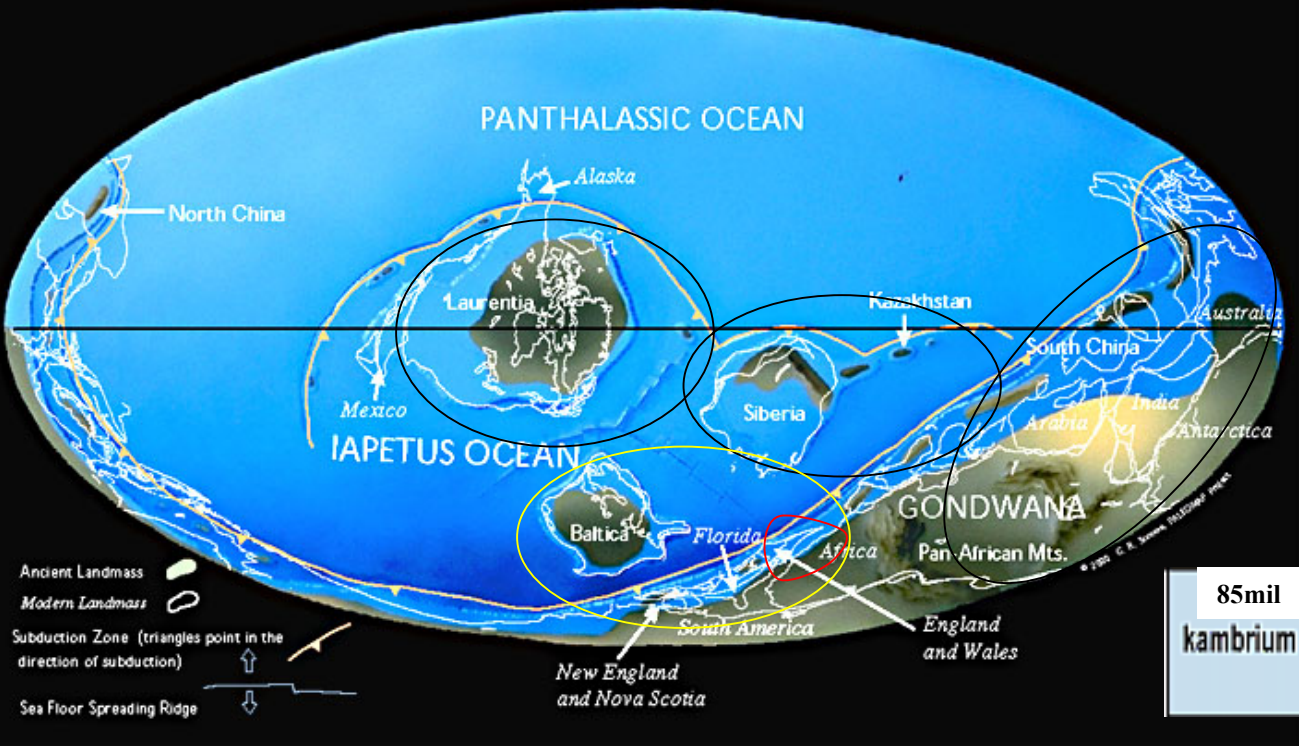 PANTHALASSIC OCEAN
Alaska
North China
Laurentia
Kazakhstan
Australia
South China
Mexico
Siberia
India
Arabia
Antarctica
IAPETUS OCEAN
GONDWANA
Baltica
Florida
Africa
Pan-African Mts.
South America
England
and Wales
New England
and Nova Scotia
Ancient Landmass
Modern Landmass
Subduction Zone (triangles point in the
direction of subduction)
Sea Floor Spreading Ridge
85mil
kambrium